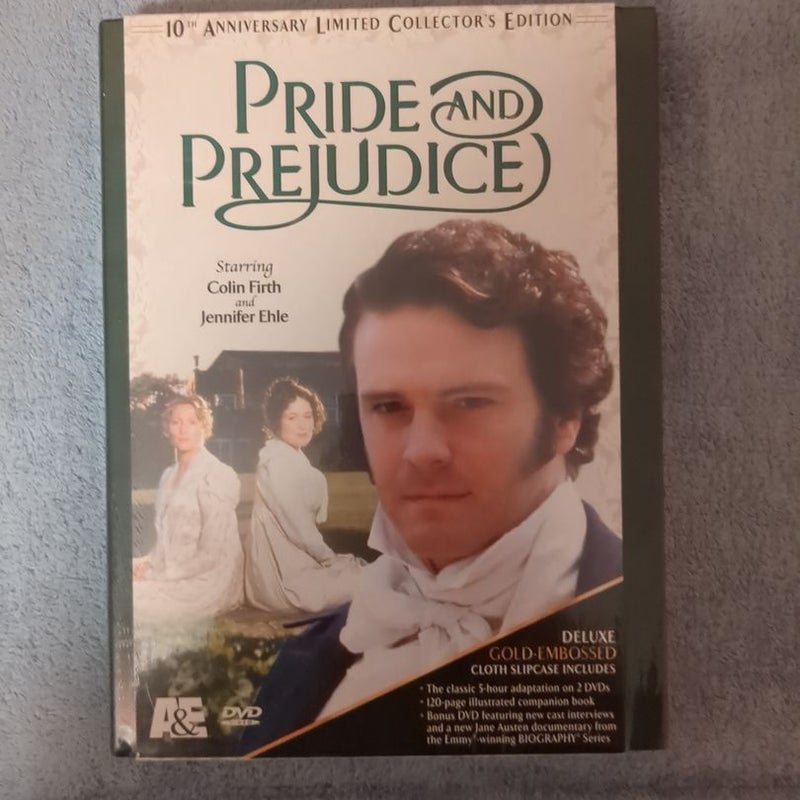 10TH ANNIVERSARY LIMITED COLLECTOR'S EDITION
PRIDE AND
PREJUDICE
Starring
Colin Firth
and
Jennifer Ehle
DELUXE
GOLD-EMBOSSED
CLOTH SLIPCASE INCLUDES
• The classic 5-hour adaptation on 2 DVDs
• 120-page illustrated companion book
• Bonus DVD featuring new cast interviews
and a new Jane Austen documentary from
the Emmy®-winning BIOGRAPHY® Series
A&E
DVD
VIDEO